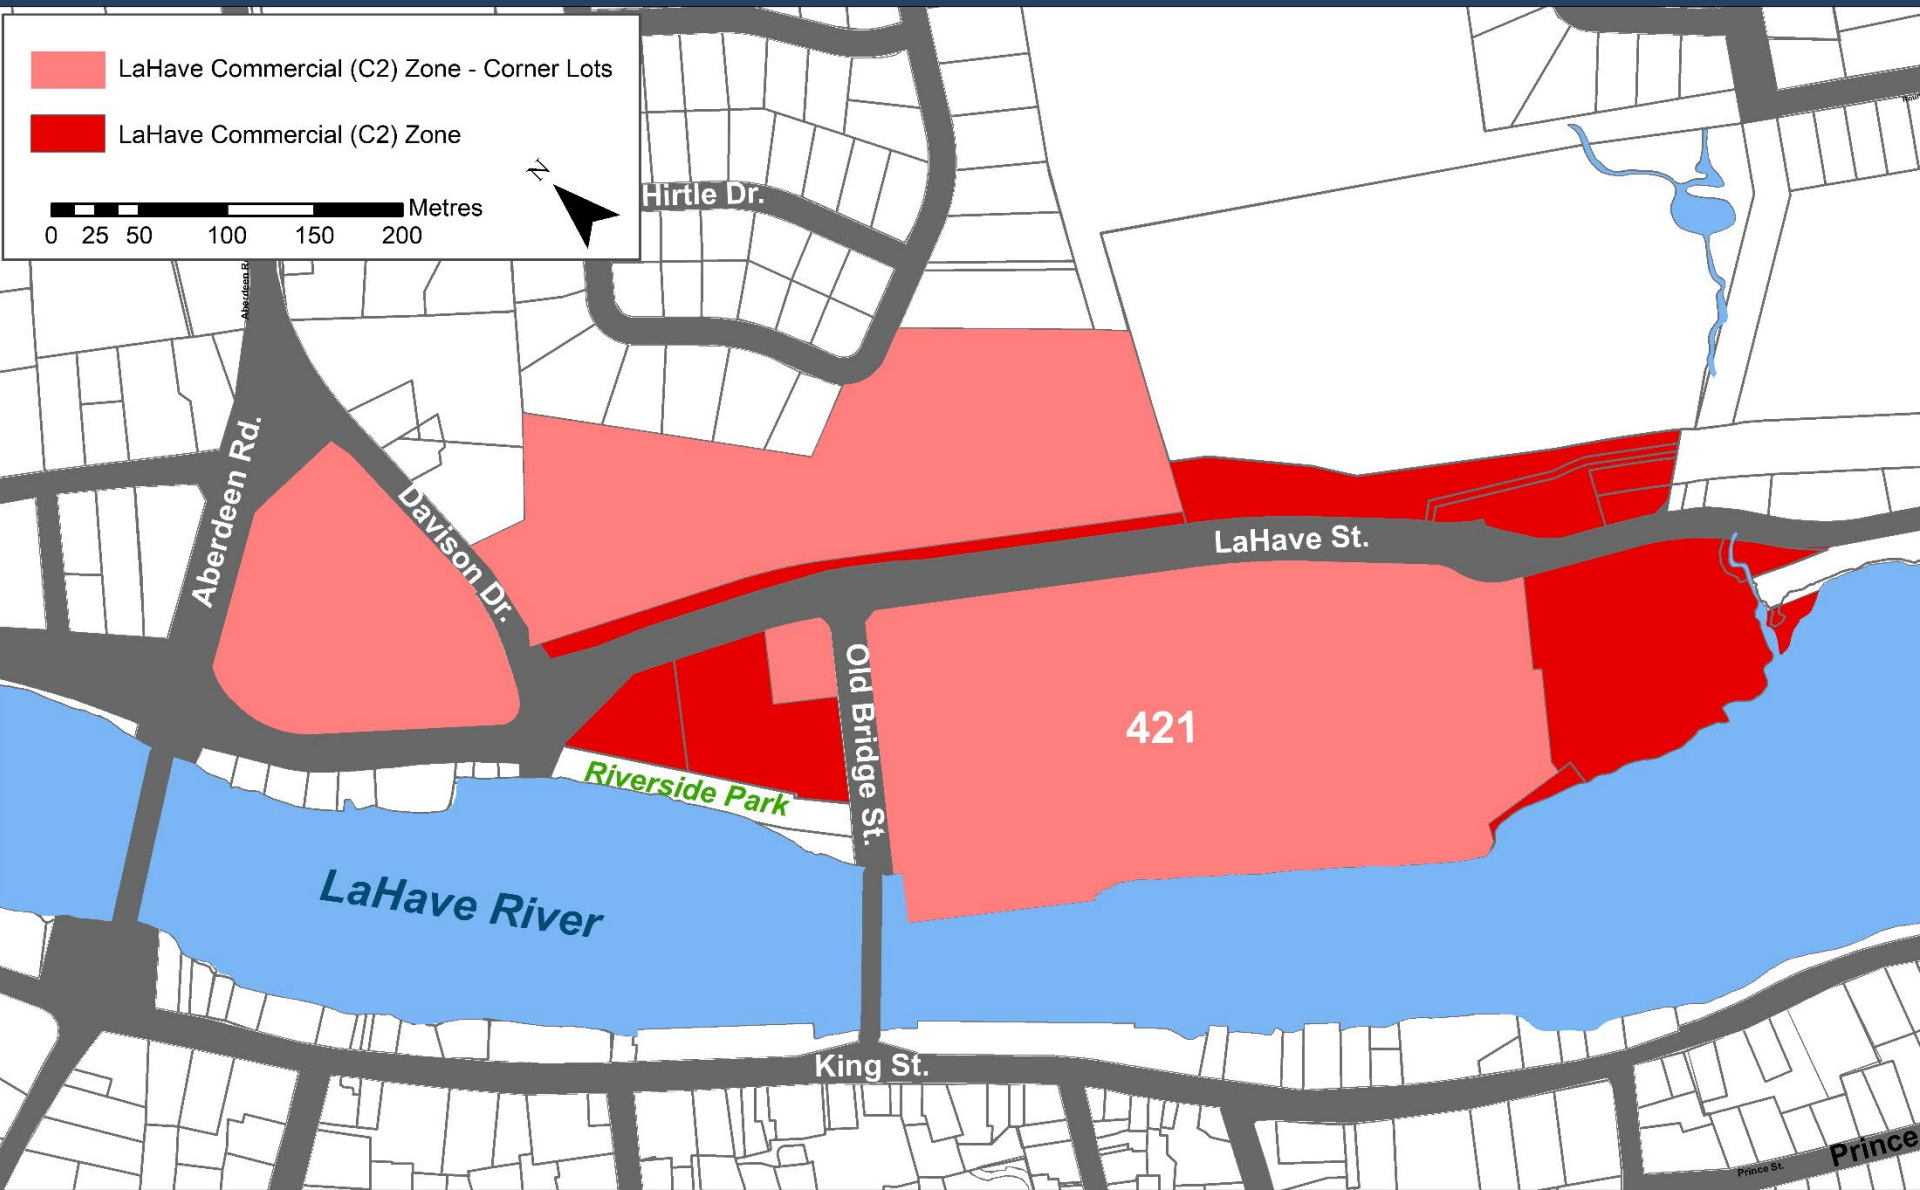 LaHave Commercial (C2) Zone - Corner Lots
LaHave Commercial (C2) Zone
N
Metres
0 25 50 100 150 200
Hirtle Dr.
Aberdeen Rd.
Davison Dr.
LaHave St.
Old Bridge St.
421
Riverside Park
LaHave River
King St.
Prince St.
Prince